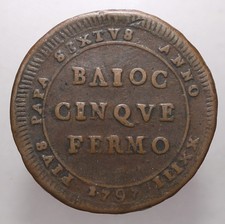 PIVS PAPA SEXTVS ANNO XXIII
BAIOC
CINQVE
FERMO
1797